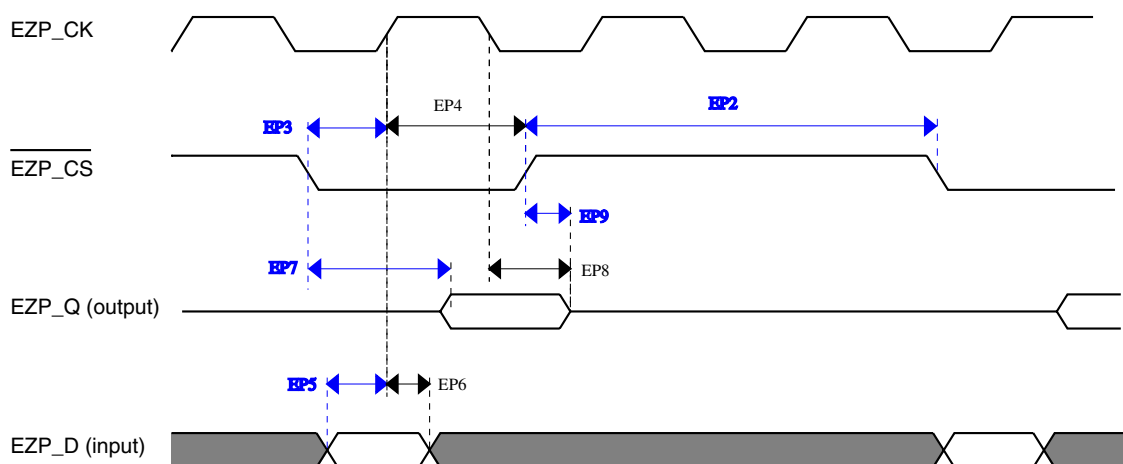 EZP_CK
EP4
EP2
EP3
EZP_CS
EP9
EP7
EP8
EZP_Q (output)
EP5
EP6
EZP_D (input)